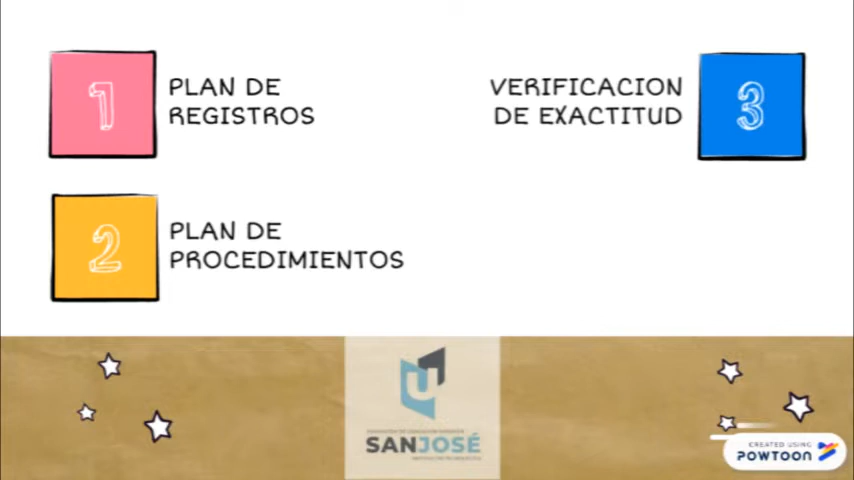 1
PLAN DE
REGISTROS
2
PLAN DE
PROCEDIMIENTOS
3
VERIFICACION
DE EXACTITUD
SANJOSÉ
CREATED USING
POWTOON